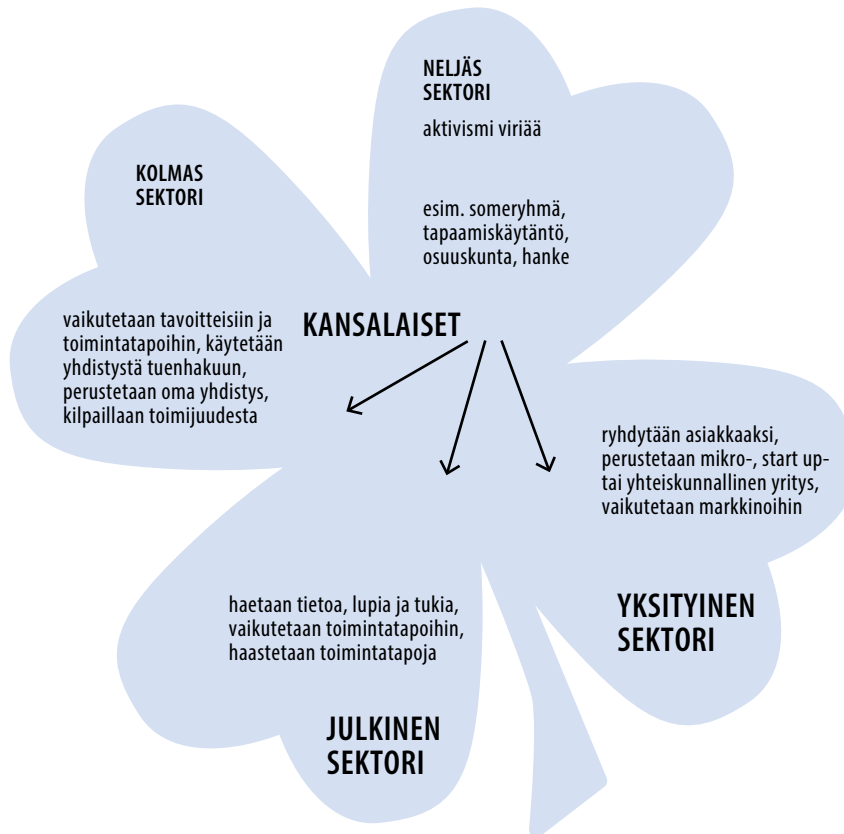 NELJÄS
SEKTORI
aktivismi viriää
esim. someryhmä,
tapaamiskäytäntö,
osuuskunta, hanke
KOLMAS
SEKTORI
vaikutetaan tavoitteisiin ja
toimintatapoihin, käytetään
yhdistystä tuenhakuun,
perustetaan oma yhdistys,
kilpaillaan toimijuudesta
KANSALAISET
ryhdytään asiakkaaksi,
perustetaan mikro-, start up-
tai yhteiskunnallinen yritys,
vaikutetaan markkinoihin
YKSITYINEN
SEKTORI
haetaan tietoa, lupia ja tukia,
vaikutetaan toimintatapoihin,
haastetaan toimintatapoja
JULKINEN
SEKTORI